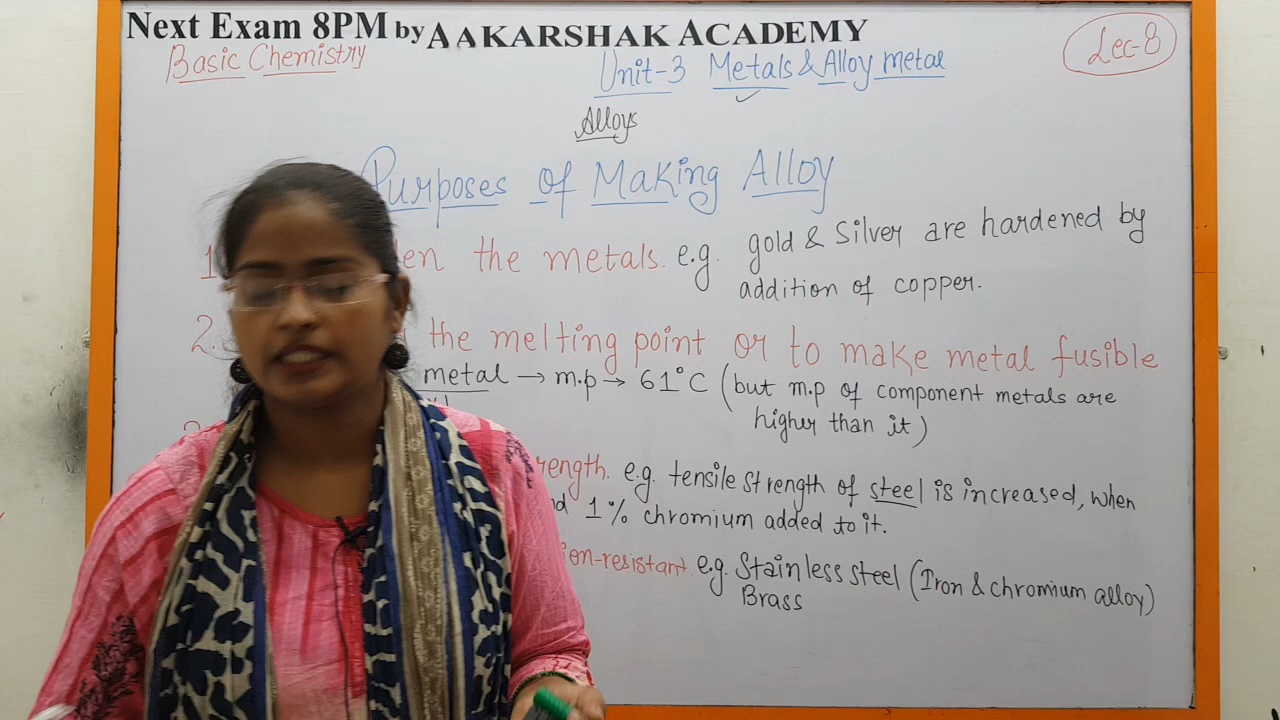 Next Exam 8PM by AAKARSHAK ACADEMY
Basic Chemistry
Unit-3 Metals & Alloy metal
Lec-8
Alloys
Purposes of Making Alloy
1 en the metals. e.g. gold & Silver are hardened by
addition of copper.
2. the melting point or to make metal fusible
metal → m.p → 61°C (but m.p of component metals are
higher than it)
rength. e.g. tensile strength of steel is increased, when
1% chromium added to it.
ion-resistant. e.g. Stainless steel (Iron & chromium alloy)
Brass